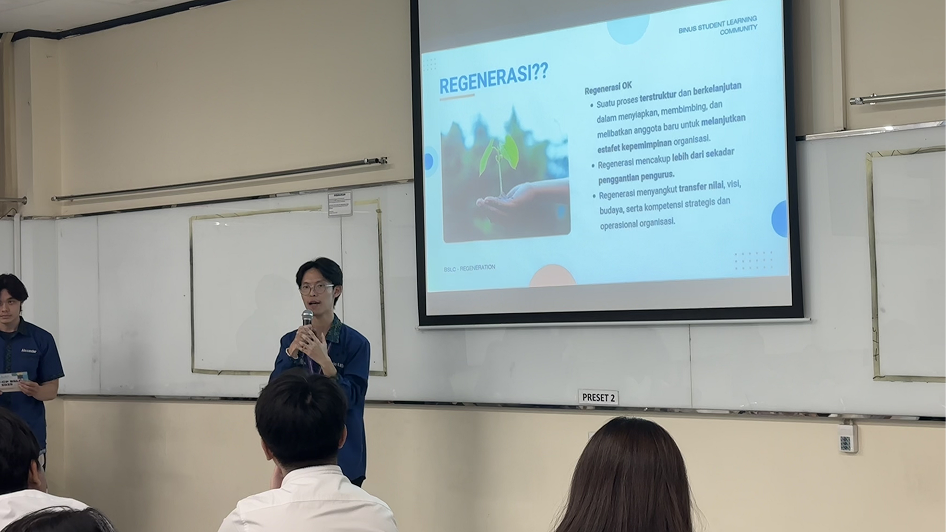 BINUS STUDENT LEARNING
COMMUNITY
REGENERASI??
Regenerasi OK
• Suatu proses terstruktur dan berkelanjutan
dalam menyiapkan, membimbing, dan
melibatkan anggota baru untuk melanjutkan
estafet kepemimpinan organisasi.
• Regenerasi mencakup lebih dari sekadar
penggantian pengurus.
• Regenerasi menyangkut transfer nilai, visi,
budaya, serta kompetensi strategis dan
operasional organisasi.
BSLC - REGENERATION
PRESET 2